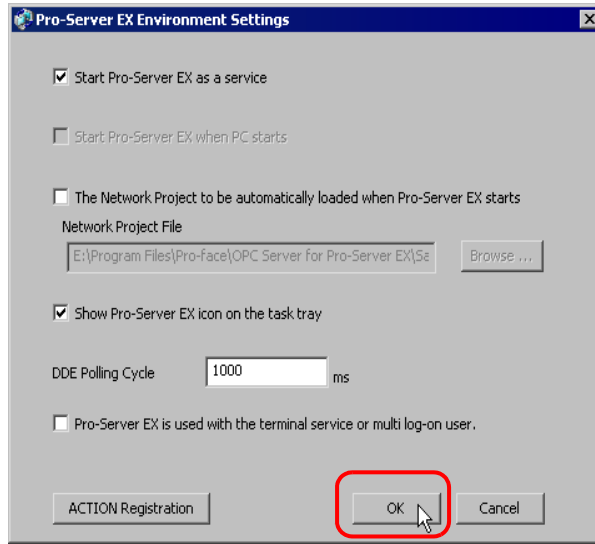 Pro-Server EX Environment Settings
Start Pro-Server EX as a service
Start Pro-Server EX when PC starts
The Network Project to be automatically loaded when Pro-Server EX starts
Network Project File
E:\Program Files\Pro-face\OPC Server for Pro-Server EX\Sa
Browse ...
Show Pro-Server EX icon on the task tray
DDE Polling Cycle 1000 ms
Pro-Server EX is used with the terminal service or multi log-on user.
ACTION Registration OK Cancel